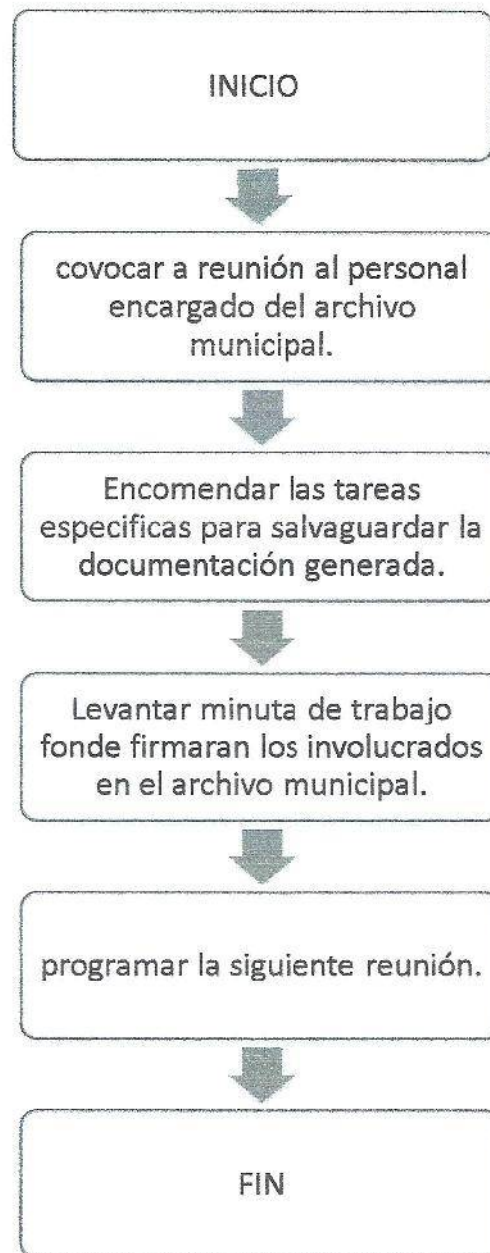 INICIO
covocar a reunión al personal
encargado del archivo
municipal.
Encomendar las tareas
especificas para salvaguardar la
documentación generada.
Levantar minuta de trabajo
fonde firmaran los involucrados
en el archivo municipal.
programar la siguiente reunión.
FIN